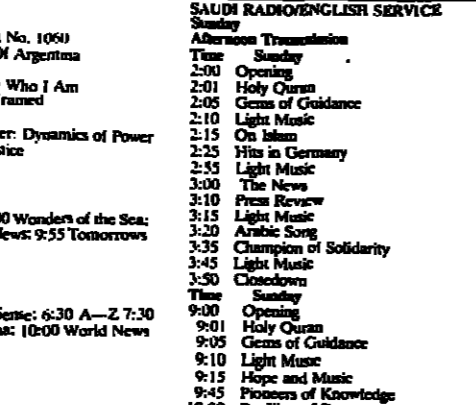 No. 1060
Of Argentina
Who I Am
ramed
er: Dynamics of Power
stice
00 Wonders of the Sea;
News: 9:55 Tomorrows
ense; 6:30 A—Z 7:30
10:00 World News
SAUDI RADIO/ENGLISH SERVICE
Sunday
Afternoon Transmission
Time Sunday
2:00 Opening
2:01 Holy Quran
2:05 Gems of Guidance
2:10 Light Music
2:15 On Islam
2:25 Hits in Germany
2:55 Light Music
3:00 The News
3:10 Press Review
3:15 Light Music
3:20 Arabic Song
3:35 Champion of Solidarity
3:45 Light Music
3:50 Closedown
Time Sunday
9:00 Opening
9:01 Holy Quran
9:05 Gems of Guidance
9:10 Light Music
9:15 Hope and Music
9:45 Pioneers of Knowledge